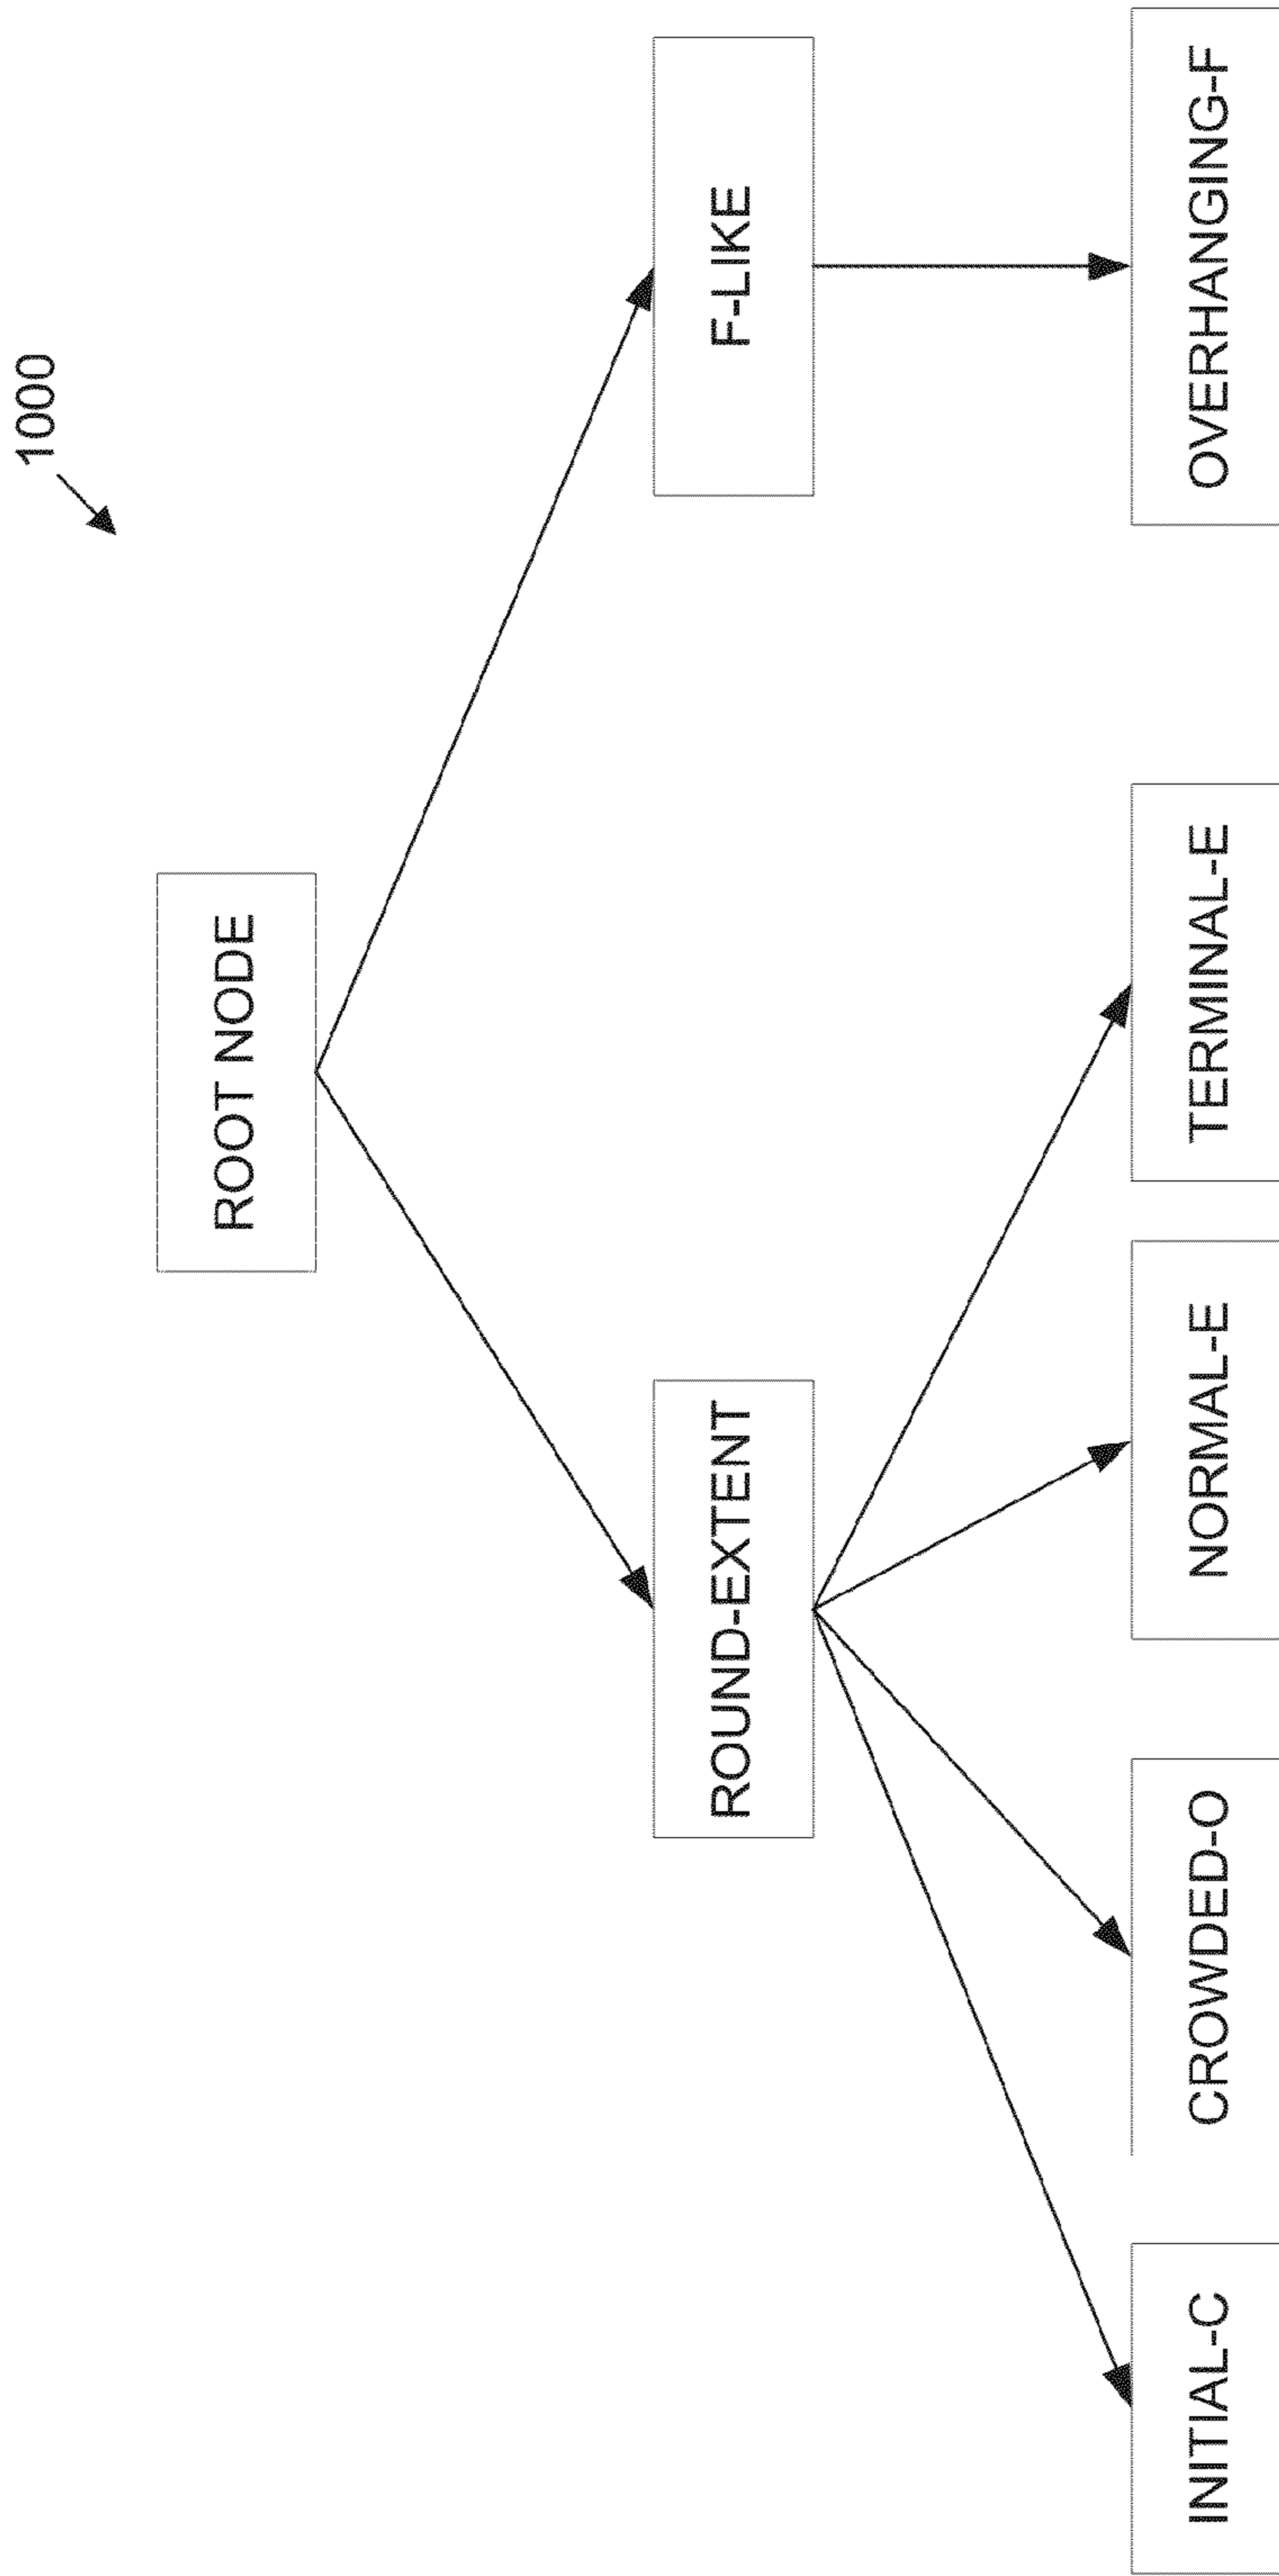 1000
ROOT NODE
ROUND-EXTENT
F-LIKE
INITIAL-C
CROWDED-O
NORMAL-E
TERMINAL-E
OVERHANGING-F